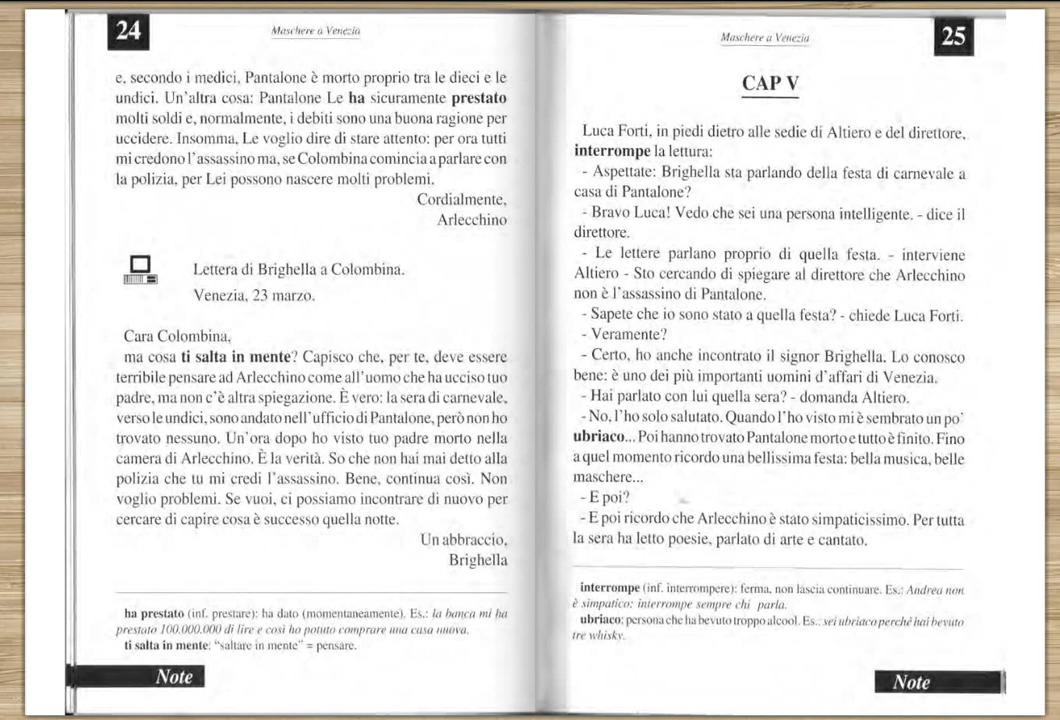 24
Maschere a Venezia
e, secondo i medici, Pantalone è morto proprio tra le dieci e le
undici. Un'altra cosa: Pantalone Le ha sicuramente prestato
molti soldi e, normalmente, i debiti sono una buona ragione per
uccidere. Insomma, Le voglio dire di stare attento: per ora tutti
mi credono l'assassino ma, se Colombina comincia a parlare con
la polizia, per Lei possono nascere molti problemi.
Cordialmente,
Arlecchino
Lettera di Brighella a Colombina.
Venezia, 23 marzo.
Cara Colombina,
ma cosa ti salta in mente? Capisco che, per te, deve essere
terribile pensare ad Arlecchino come all'uomo che ha ucciso tuo
padre, ma non c'è altra spiegazione. È vero: la sera di carnevale,
verso le undici, sono andato nell'ufficio di Pantalone, però non ho
trovato nessuno. Un'ora dopo ho visto tuo padre morto nella
camera di Arlecchino. È la verità. So che non hai mai detto alla
polizia che tu mi credi l'assassino. Bene, continua così. Non
voglio problemi. Se vuoi, ci possiamo incontrare di nuovo per
cercare di capire cosa è successo quella notte.
Un abbraccio,
Brighella
ha prestato (inf. prestare): ha dato (momentaneamente). Es.: la banca mi ha
prestato 100.000.000 di lire e così ho potuto comprare una casa nuova.
ti salta in mente: "saltare in mente" = pensare.
Note
Maschere a Venezia
25
CAP V
Luca Forti, in piedi dietro alle sedie di Altiero e del direttore,
interrompe la lettura:
- Aspettate: Brighella sta parlando della festa di carnevale a
casa di Pantalone?
- Bravo Luca! Vedo che sei una persona intelligente. - dice il
direttore.
- Le lettere parlano proprio di quella festa. - interviene
Altiero - Sto cercando di spiegare al direttore che Arlecchino
non è l'assassino di Pantalone.
- Sapete che io sono stato a quella festa? - chiede Luca Forti.
- Veramente?
- Certo, ho anche incontrato il signor Brighella. Lo conosco
bene: è uno dei più importanti uomini d'affari di Venezia.
- Hai parlato con lui quella sera? - domanda Altiero.
- No, l'ho solo salutato. Quando l'ho visto mi è sembrato un po'
ubriaco... Poi hanno trovato Pantalone morto e tutto è finito. Fino
a quel momento ricordo una bellissima festa: bella musica, belle
maschere...
- E poi?
- E poi ricordo che Arlecchino è stato simpaticissimo. Per tutta
la sera ha letto poesie, parlato di arte e cantato.
interrompe (inf. interrompere): ferma, non lascia continuare. Es.: Andrea non
è simpatico: interrompe sempre chi parla.
ubriaco: persona che ha bevuto troppo alcool. Es.: sei ubriaco perché hai bevuto
tre whisky.
Note